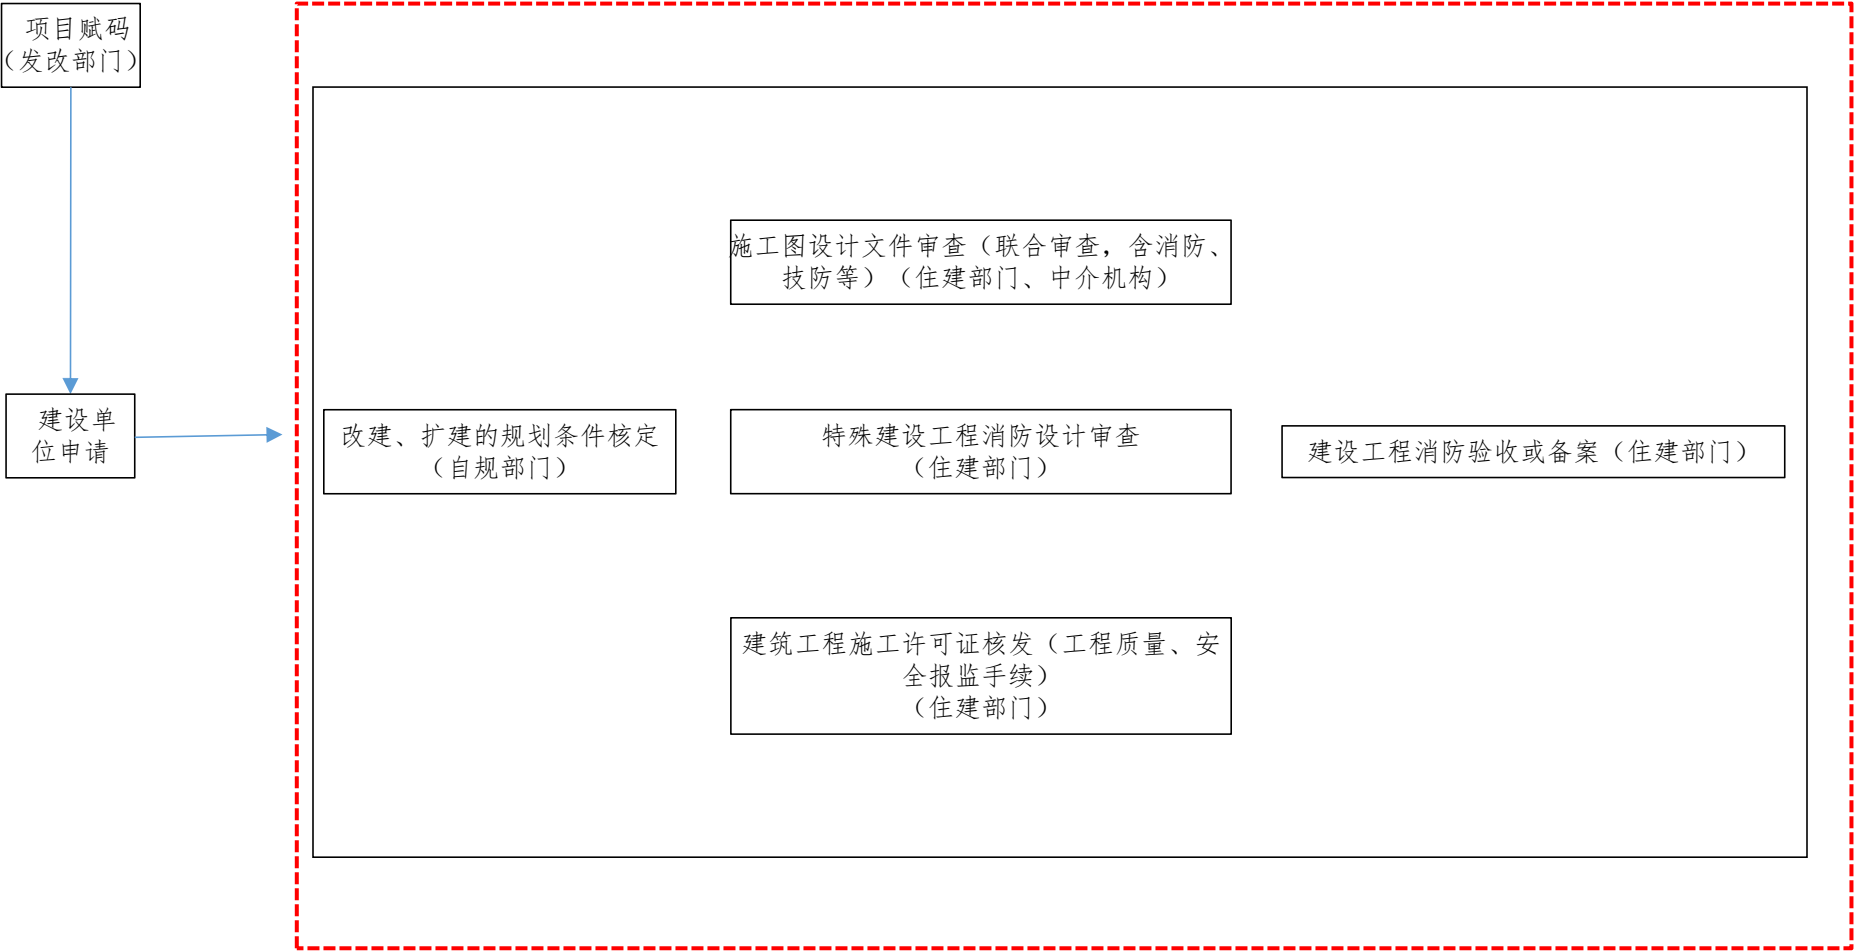 项目赋码
（发改部门）
建设单
位申请
改建、扩建的规划条件核定
（自规部门）
施工图设计文件审查（联合审查，含消防、
技防等）（住建部门、中介机构）
特殊建设工程消防设计审查
（住建部门）
建筑工程施工许可证核发（工程质量、安
全报监手续）
（住建部门）
建设工程消防验收或备案（住建部门）